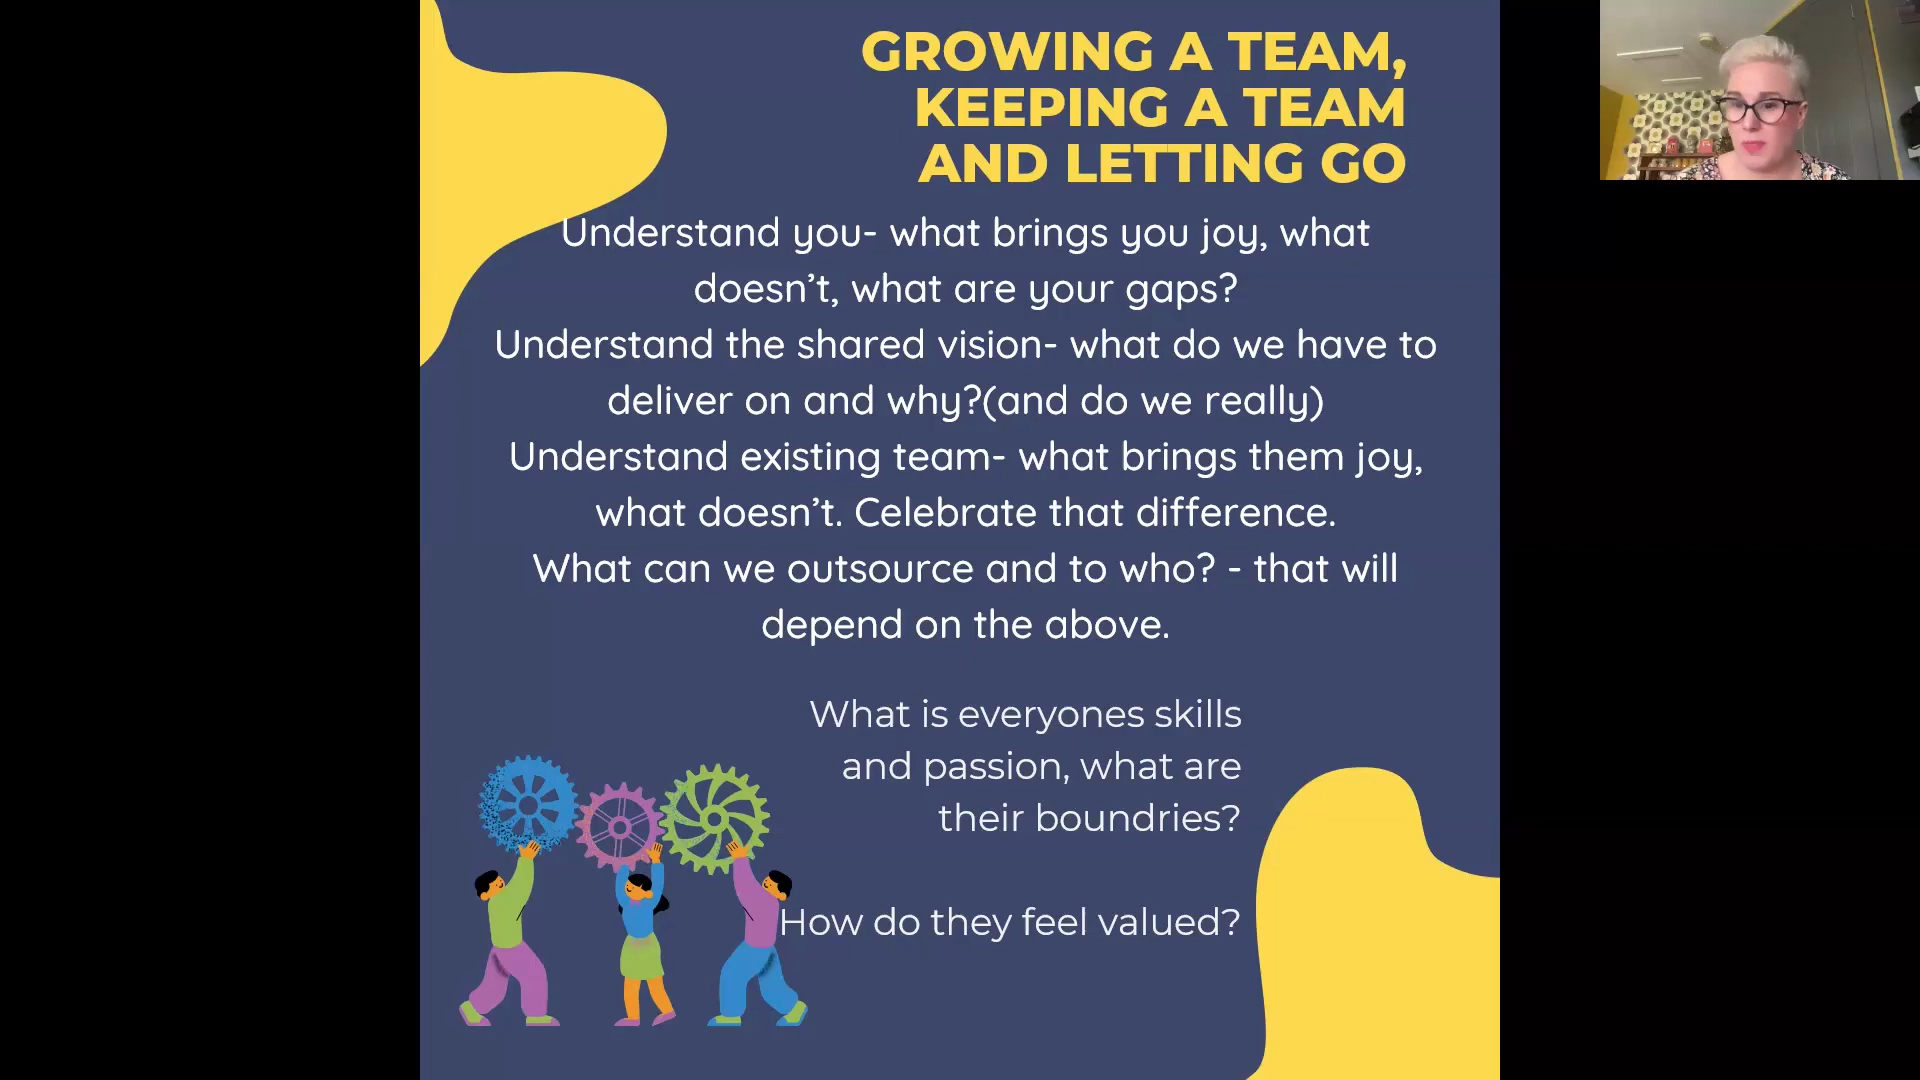 GROWING A TEAM,
KEEPING A TEAM
AND LETTING GO
Understand you- what brings you joy, what
doesn’t, what are your gaps?
Understand the shared vision- what do we have to
deliver on and why?(and do we really)
Understand existing team- what brings them joy,
what doesn’t. Celebrate that difference.
What can we outsource and to who? - that will
depend on the above.
What is everyones skills
and passion, what are
their boundries?
How do they feel valued?